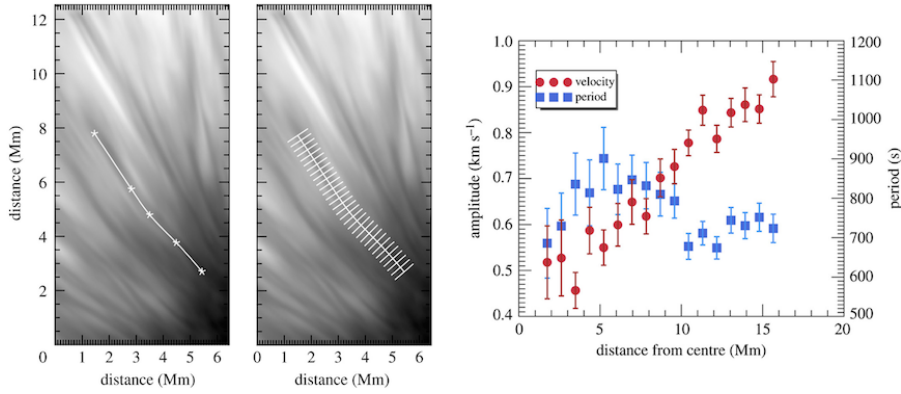 12
10
8
6
4
2
0
distance (Mm)
0 1 2 3 4 5 6
distance (Mm)
0 1 2 3 4 5 6
distance (Mm)
1.0
0.9
0.8
0.7
0.6
0.5
0.4
amplitude (km s⁻¹)
velocity
period
1200
1100
1000
900
800
700
600
500
period (s)
0 5 10 15 20
distance from centre (Mm)